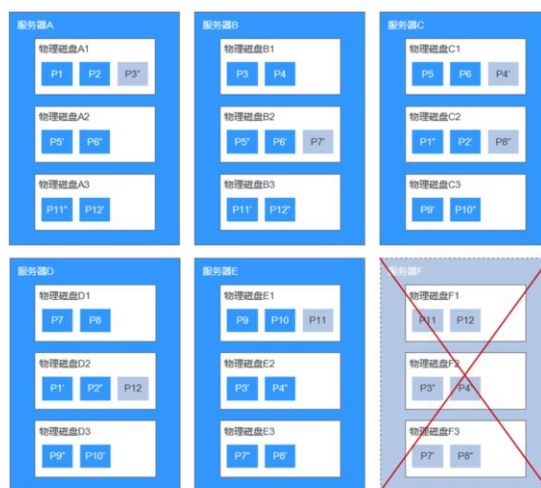 服务器A
物理磁盘A1
P1 P2 P3"
物理磁盘A2
P5' P6"
物理磁盘A3
P11" P12'
服务器B
物理磁盘B1
P3 P4
物理磁盘B2
P5" P6' P7'
物理磁盘B3
P11' P12"
服务器C
物理磁盘C1
P5 P6 P4'
物理磁盘C2
P1" P2' P8"
物理磁盘C3
P9' P10"
服务器D
物理磁盘D1
P7 P8
物理磁盘D2
P1' P2" P12
物理磁盘D3
P9" P10'
服务器E
物理磁盘E1
P9 P10 P11
物理磁盘E2
P3' P4"
物理磁盘E3
P7" P8'
服务器F
物理磁盘F1
P11 P12
物理磁盘F2
P3" P4'
物理磁盘F3
P7' P8"